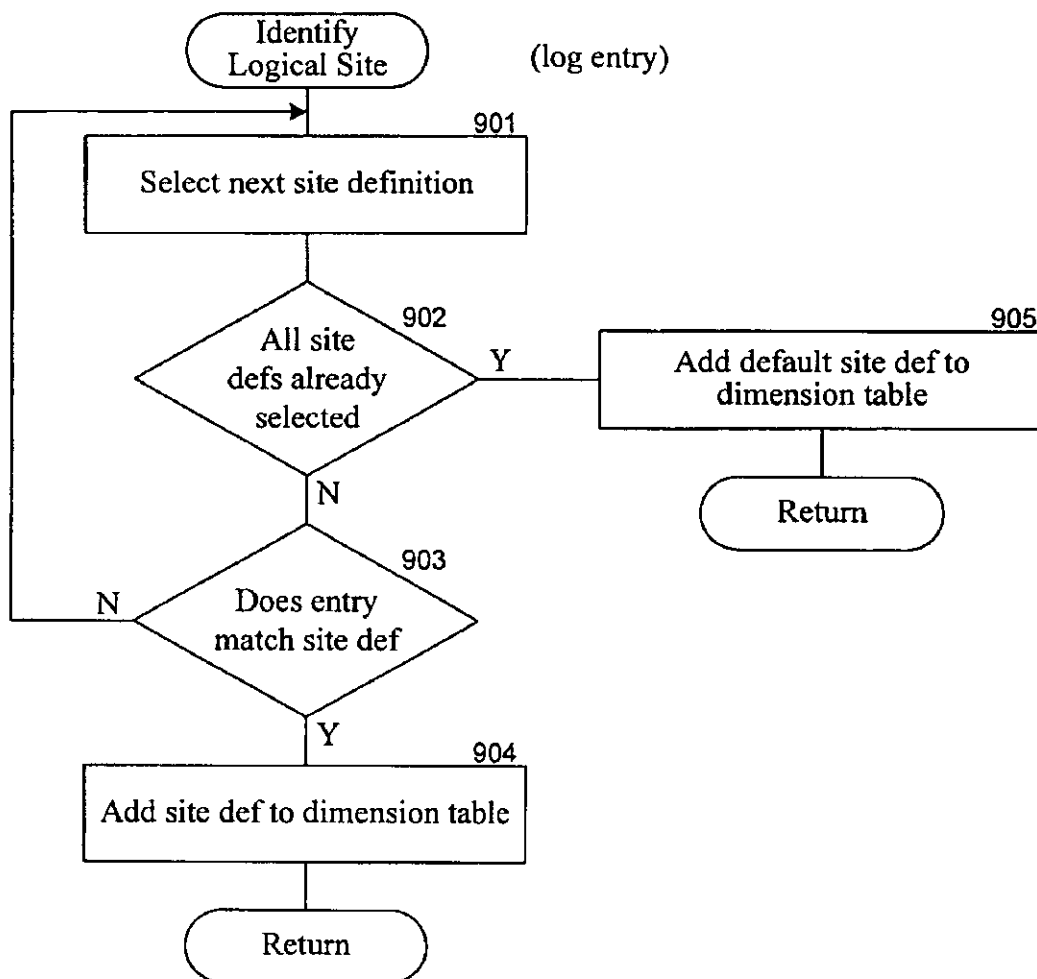 Identify
Logical Site
(log entry)
901
Select next site definition
902
All site
defs already
selected
Y
905
Add default site def to
dimension table
Return
N
903
N
Does entry
match site def
Y
904
Add site def to dimension table
Return